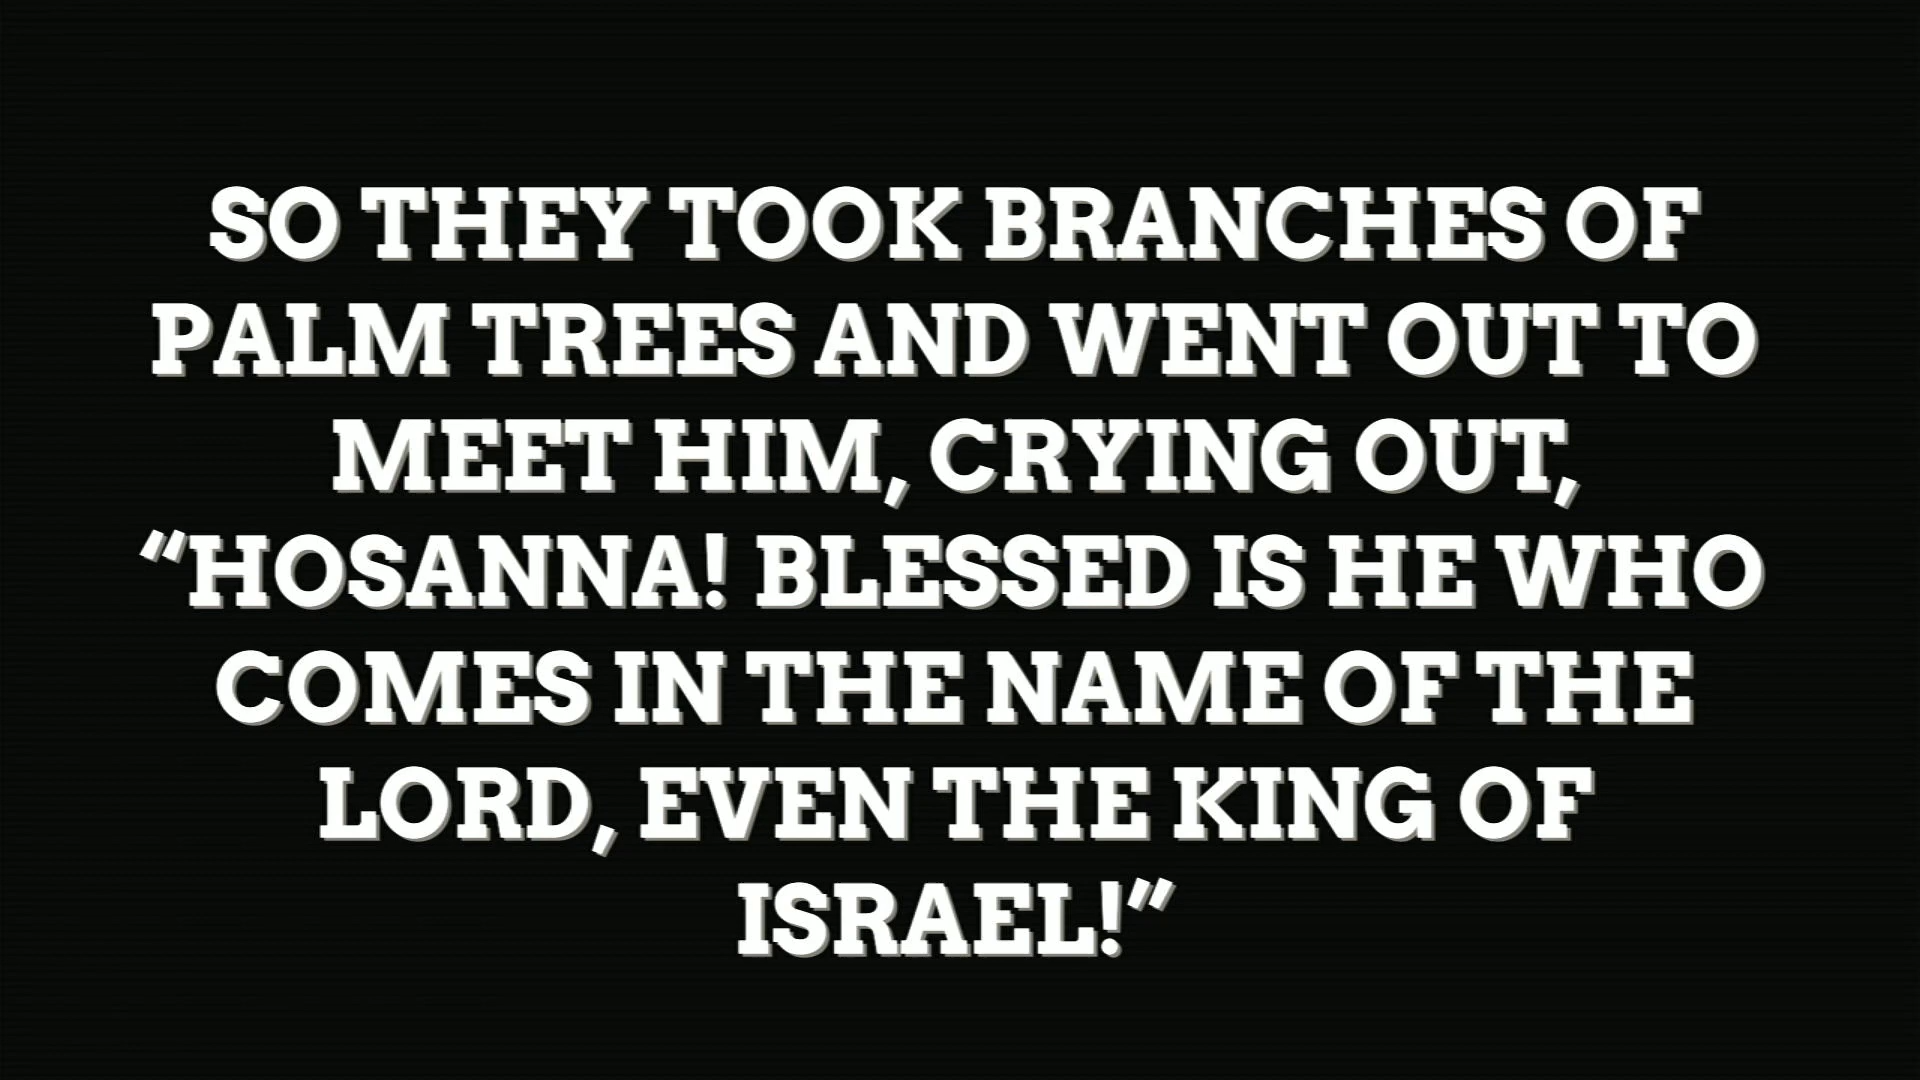 SO THEY TOOK BRANCHES OF
PALM TREES AND WENT OUT TO
MEET HIM, CRYING OUT,
“HOSANNA! BLESSED IS HE WHO
COMES IN THE NAME OF THE
LORD, EVEN THE KING OF
ISRAEL!”